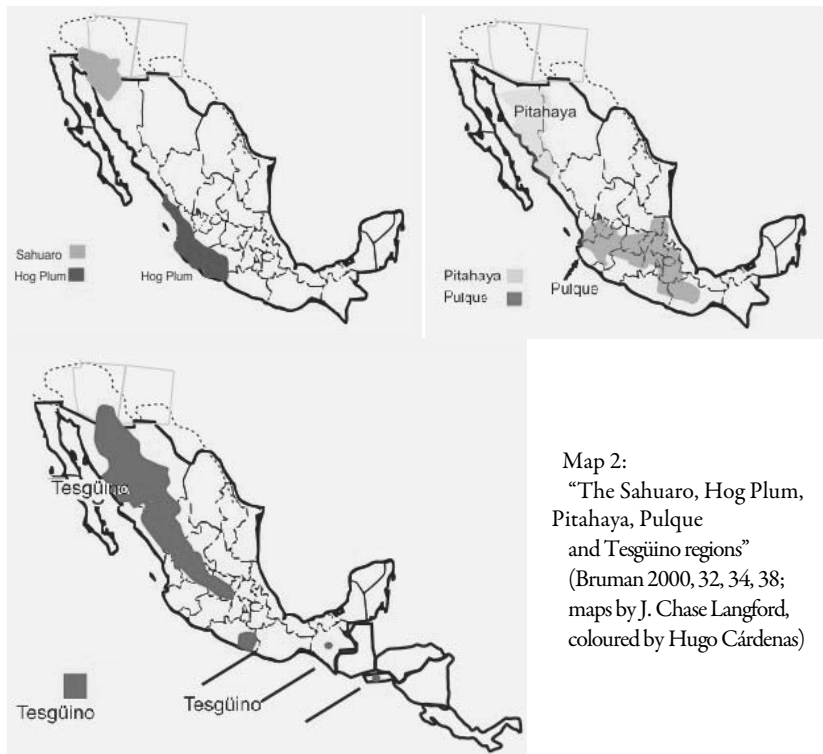 Sahuaro
Hog Plum
Hog Plum
Pitahaya
Pitahaya
Pulque
Pulque
Tesgüino
Tesgüino
Tesgüino
Map 2:
“The Sahuaro, Hog Plum,
Pitahaya, Pulque
and Tesgüino regions”
(Bruman 2000, 32, 34, 38;
maps by J. Chase Langford,
coloured by Hugo Cárdenas)